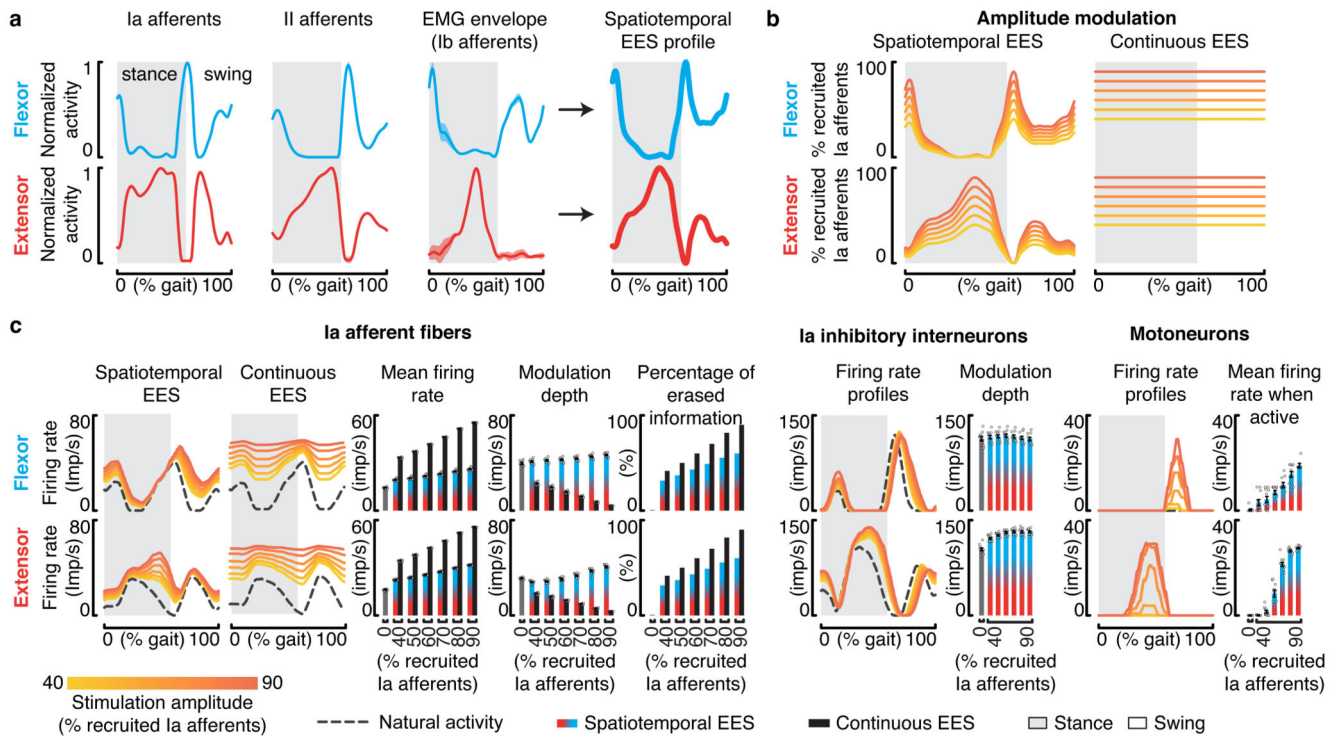 a
Ia afferents
II afferents
EMG envelope
(Ib afferents)
Spatiotemporal
EES profile
Flexor
Normalized
activity
1
0
stance
swing
Extensor
Normalized
activity
1
0
0 (% gait) 100
0 (% gait) 100
0 (% gait) 100
0 (% gait) 100
b
Amplitude modulation
Spatiotemporal EES
Continuous EES
Flexor
% recruited
Ia afferents
100
0
Extensor
% recruited
Ia afferents
100
0
0 (% gait) 100
0 (% gait) 100
c
Ia afferent fibers
Spatiotemporal
EES
Continuous
EES
Mean firing
rate
Modulation
depth
Percentage of
erased
information
Flexor
Firing rate
(Imp/s)
80
0
(imp/s)
60
0
(imp/s)
80
0
(%)
100
0
Extensor
Firing rate
(Imp/s)
80
0
(imp/s)
60
0
(imp/s)
80
0
(%)
100
0
0 (% gait) 100
0 (% gait) 100
0 40 50 60 70 80 90
(% recruited
Ia afferents)
0 40 50 60 70 80 90
(% recruited
Ia afferents)
0 40 50 60 70 80 90
(% recruited
Ia afferents)
Ia inhibitory interneurons
Firing rate
profiles
Modulation
depth
(imp/s)
150
0
(imp/s)
150
0
(imp/s)
150
0
(imp/s)
150
0
0 (% gait) 100
0 40 90
(% recruited
Ia afferents)
Motoneurons
Firing rate
profiles
Mean firing
rate when
active
(imp/s)
40
0
(imp/s)
40
0
(imp/s)
40
0
(imp/s)
40
0
0 (% gait) 100
0 40 90
(% recruited
Ia afferents)
40 90
Stimulation amplitude
(% recruited Ia afferents)
Natural activity
Spatiotemporal EES
Continuous EES
Stance
Swing